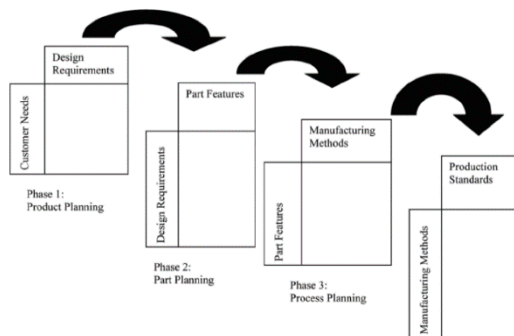 Design
Requirements
Customer Needs
Phase 1:
Product Planning
Part Features
Design Requirements
Phase 2:
Part Planning
Manufacturing
Methods
Part Features
Phase 3:
Process Planning
Production
Standards
Manufacturing Methods